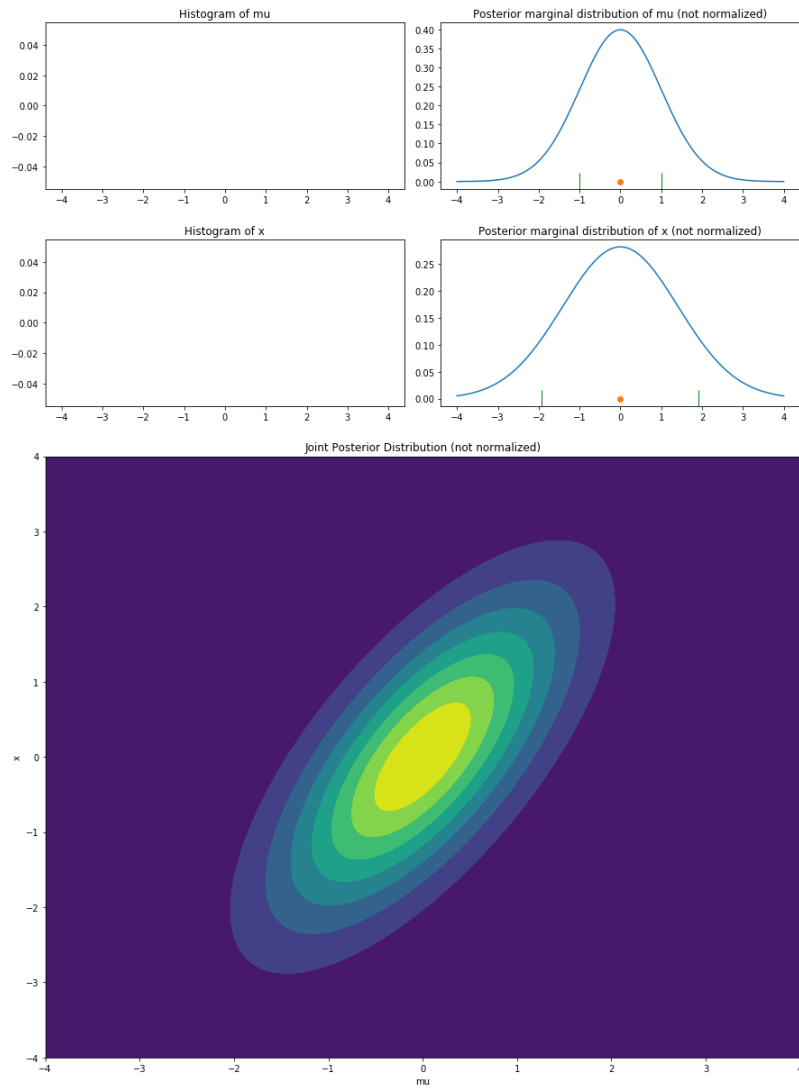 Histogram of mu
0.04
0.02
0.00
−0.02
−0.04
−4 −3 −2 −1 0 1 2 3 4
Posterior marginal distribution of mu (not normalized)
0.40
0.35
0.30
0.25
0.20
0.15
0.10
0.05
0.00
−4 −3 −2 −1 0 1 2 3 4
Histogram of x
0.04
0.02
0.00
−0.02
−0.04
−4 −3 −2 −1 0 1 2 3 4
Posterior marginal distribution of x (not normalized)
0.25
0.20
0.15
0.10
0.05
0.00
−4 −3 −2 −1 0 1 2 3 4
Joint Posterior Distribution (not normalized)
4
3
2
1
0
−1
−2
−3
−4
x
−4 −3 −2 −1 0 1 2 3 4
mu